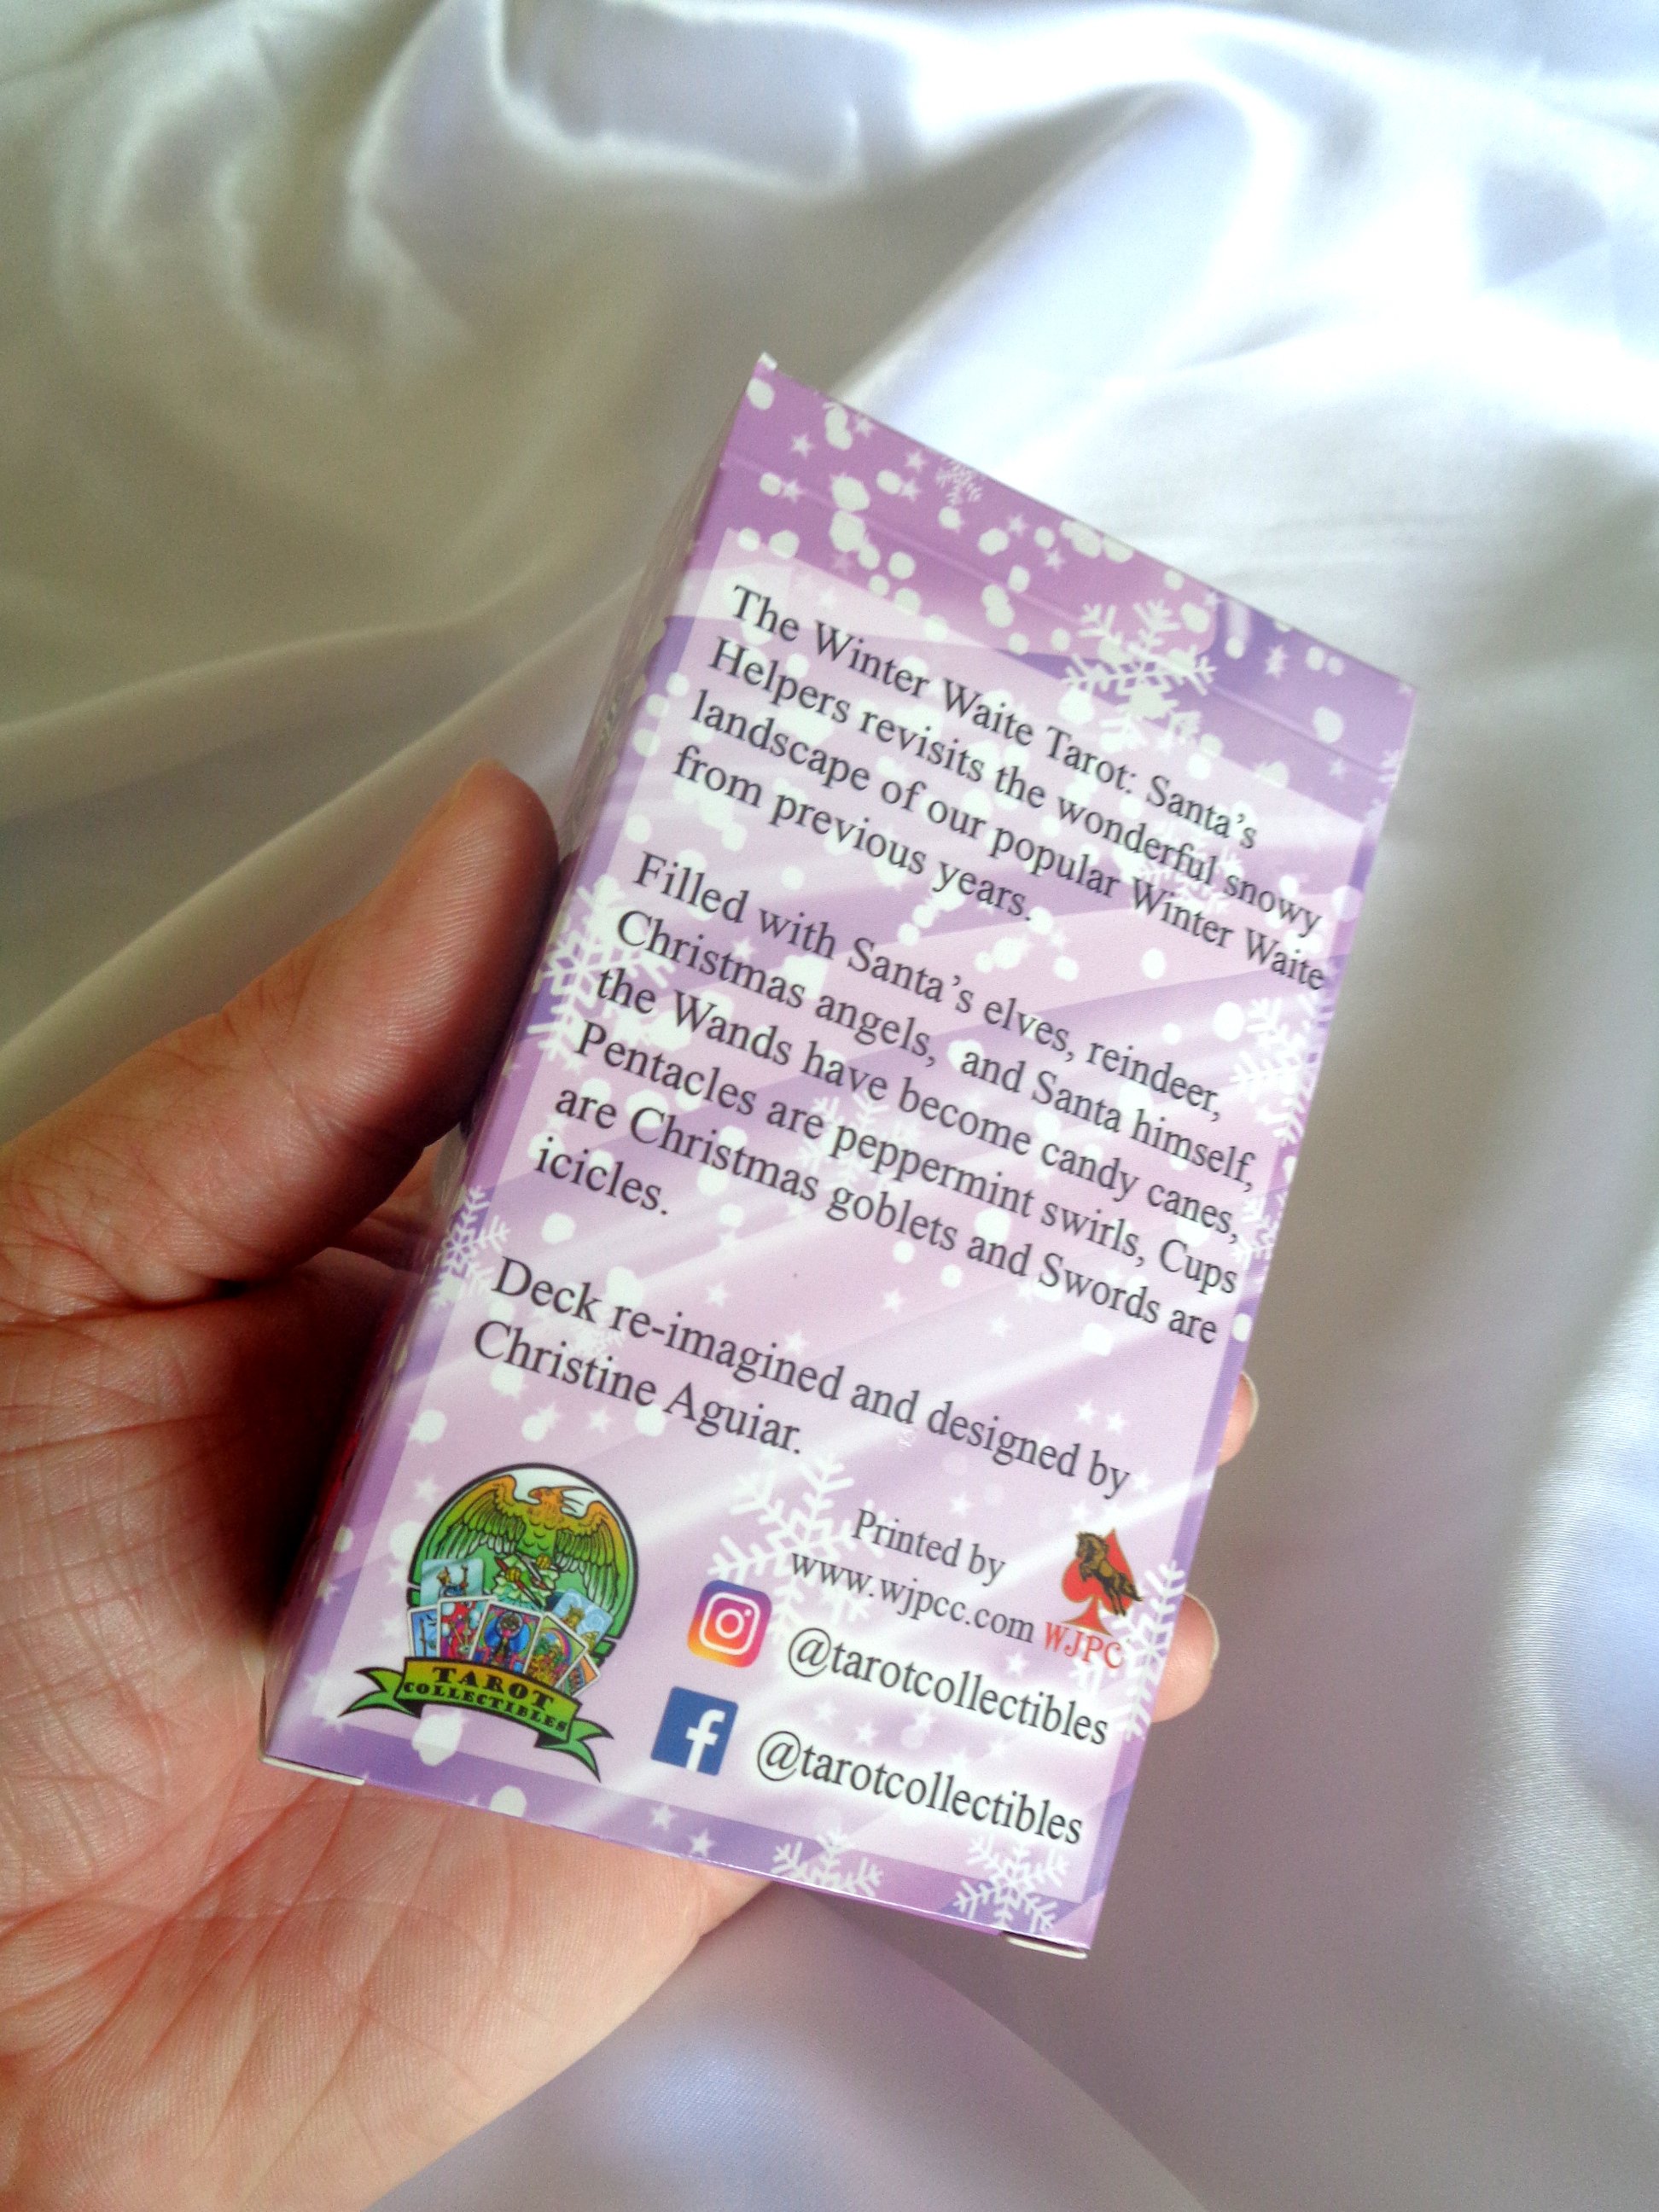 The Winter Waite Tarot: Santa's
Helpers revisits the wonderful snowy
landscape of our popular Winter Waite
from previous years.
Filled with Santa's elves, reindeer,
Christmas angels, and Santa himself,
the Wands have become candy canes,
Pentacles are peppermint swirls, Cups
are Christmas goblets and Swords are
icicles.
Deck re-imagined and designed by
Christine Aguiar.
Printed by
www.wjpcc.com
WJPC
TAROT
COLLECTIBLES
@tarotcollectibles
f
@tarotcollectibles